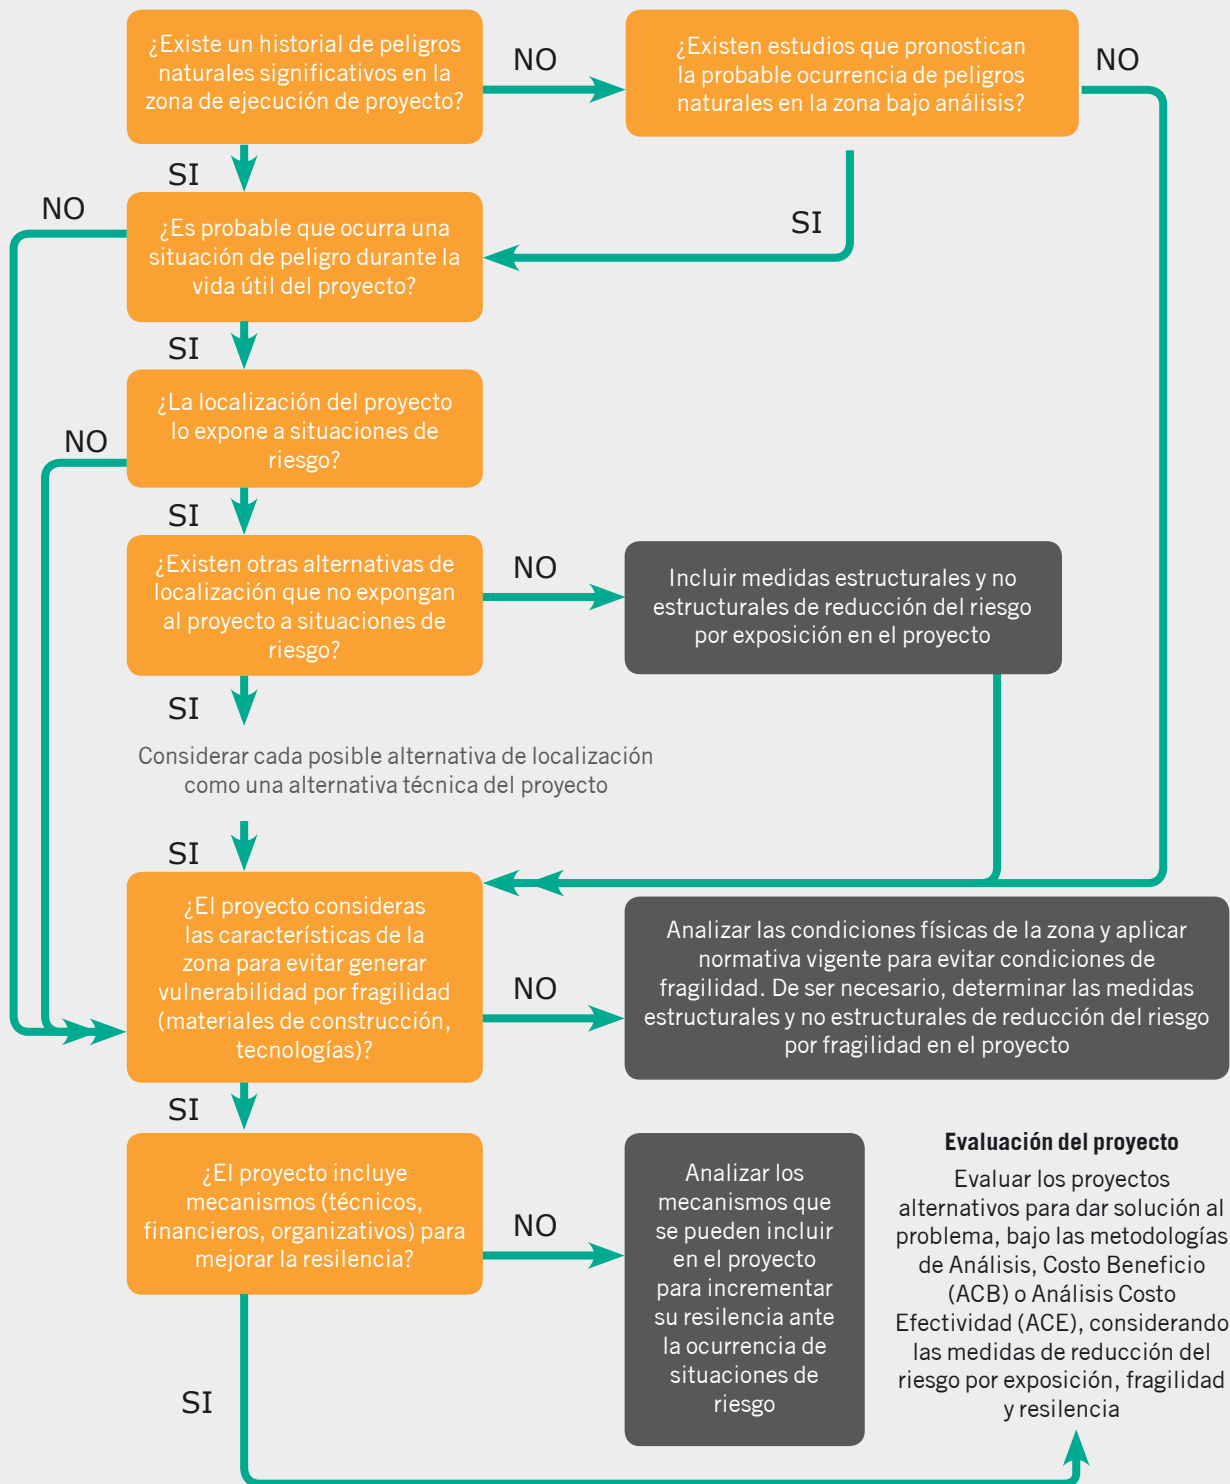 ¿Existe un historial de peligros
naturales significativos en la
zona de ejecución de proyecto?
NO
¿Existen estudios que pronostican
la probable ocurrencia de peligros
naturales en la zona bajo análisis?
NO
SI
NO
¿Es probable que ocurra una
situación de peligro durante la
vida útil del proyecto?
SI
SI
¿La localización del proyecto
lo expone a situaciones de
riesgo?
NO
SI
¿Existen otras alternativas de
localización que no expongan
al proyecto a situaciones de
riesgo?
NO
Incluir medidas estructurales y no
estructurales de reducción del riesgo
por exposición en el proyecto
SI
Considerar cada posible alternativa de localización
como una alternativa técnica del proyecto
SI
¿El proyecto consideras
las características de la
zona para evitar generar
vulnerabilidad por fragilidad
(materiales de construcción,
tecnologías)?
NO
Analizar las condiciones físicas de la zona y aplicar
normativa vigente para evitar condiciones de
fragilidad. De ser necesario, determinar las medidas
estructurales y no estructurales de reducción del riesgo
por fragilidad en el proyecto
SI
¿El proyecto incluye
mecanismos (técnicos,
financieros, organizativos) para
mejorar la resilencia?
NO
Analizar los
mecanismos que
se pueden incluir
en el proyecto
para incrementar
su resilencia ante
la ocurrencia de
situaciones de
riesgo
Evaluación del proyecto
Evaluar los proyectos
alternativos para dar solución al
problema, bajo las metodologías
de Análisis, Costo Beneficio
(ACB) o Análisis Costo
Efectividad (ACE), considerando
las medidas de reducción del
riesgo por exposición, fragilidad
y resilencia
SI